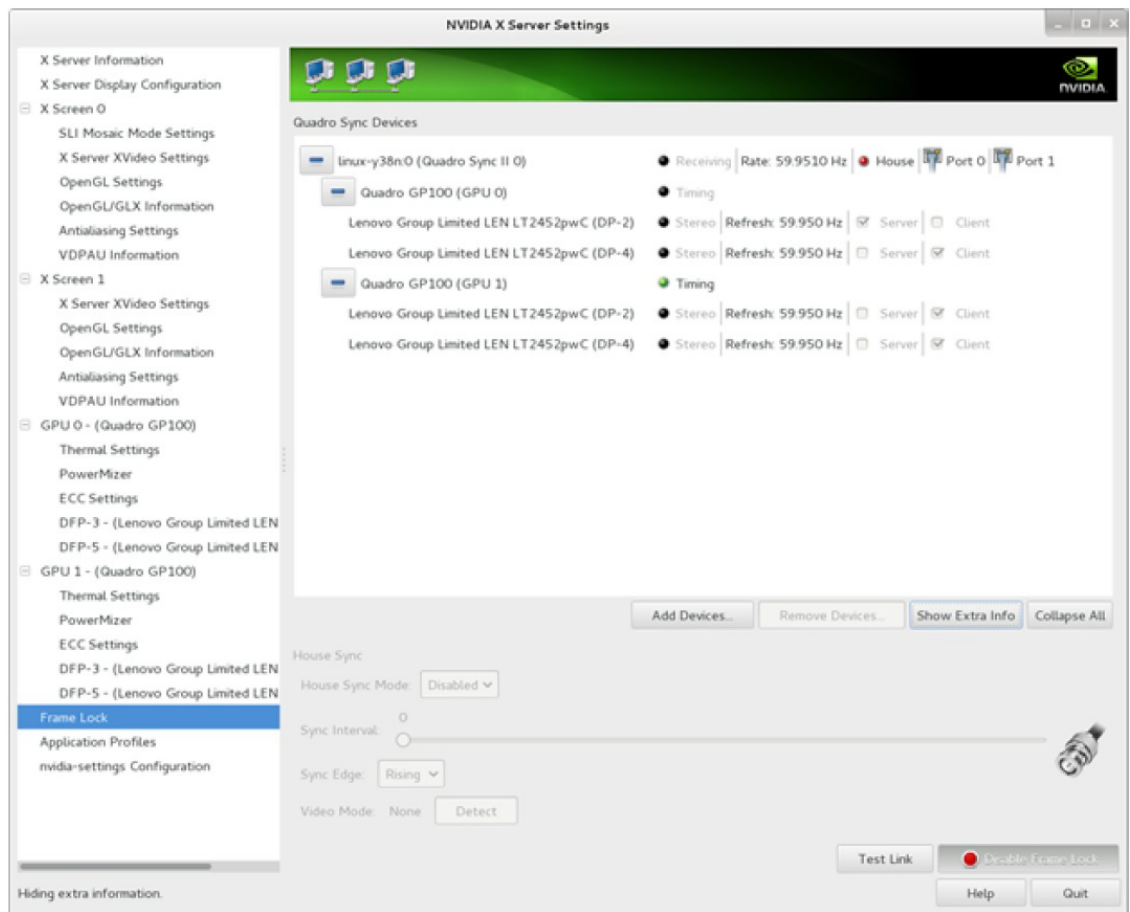 NVIDIA X Server Settings
X Server Information
X Server Display Configuration
X Screen 0
SLI Mosaic Mode Settings
X Server XVideo Settings
OpenGL Settings
OpenGL/GLX Information
Antialiasing Settings
VDPAU Information
X Screen 1
X Server XVideo Settings
OpenGL Settings
OpenGL/GLX Information
Antialiasing Settings
VDPAU Information
GPU 0 - (Quadro GP100)
Thermal Settings
PowerMizer
ECC Settings
DFP-3 - (Lenovo Group Limited LEN
DFP-5 - (Lenovo Group Limited LEN
GPU 1 - (Quadro GP100)
Thermal Settings
PowerMizer
ECC Settings
DFP-3 - (Lenovo Group Limited LEN
DFP-5 - (Lenovo Group Limited LEN
Frame Lock
Application Profiles
nvidia-settings Configuration
NVIDIA
Quadro Sync Devices
linux-y38n:0 (Quadro Sync II 0) Receiving Rate: 59.9510 Hz House Port 0 Port 1
Quadro GP100 (GPU 0) Timing
Lenovo Group Limited LEN LT2452pwC (DP-2) Stereo Refresh: 59.950 Hz Server Client
Lenovo Group Limited LEN LT2452pwC (DP-4) Stereo Refresh: 59.950 Hz Server Client
Quadro GP100 (GPU 1) Timing
Lenovo Group Limited LEN LT2452pwC (DP-2) Stereo Refresh: 59.950 Hz Server Client
Lenovo Group Limited LEN LT2452pwC (DP-4) Stereo Refresh: 59.950 Hz Server Client
Add Devices... Remove Devices... Show Extra Info Collapse All
House Sync
House Sync Mode: Disabled
0
Sync Interval:
Sync Edge: Rising
Video Mode: None Detect
Test Link Disable Frame Lock
Hiding extra information. Help Quit